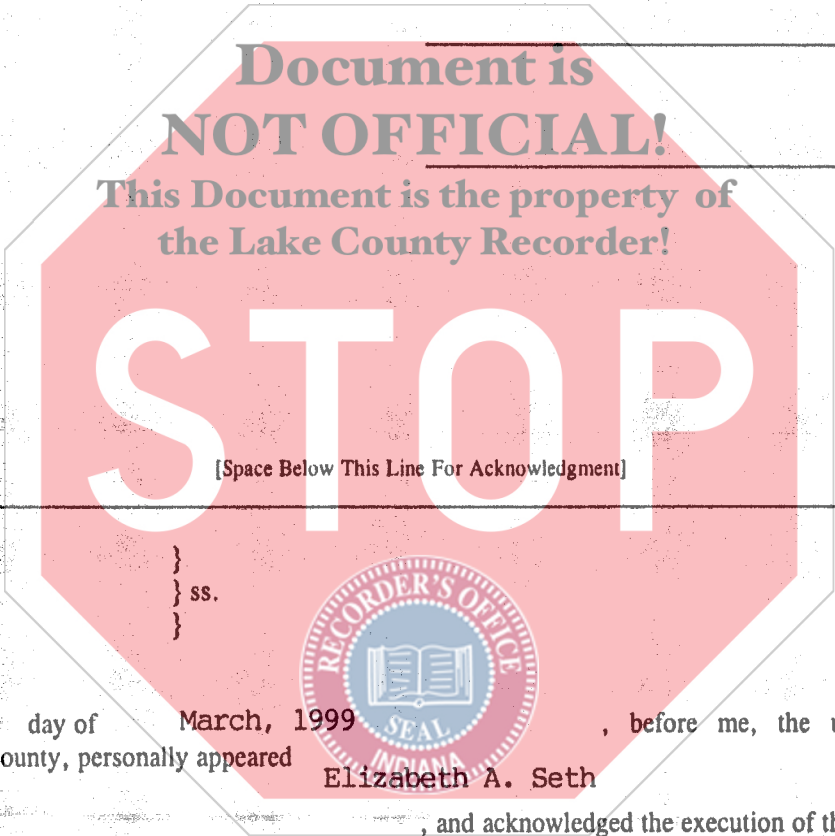 Document is
NOT OFFICIAL!
This Document is the property of
the Lake County Recorder!
STOP
[Space Below This Line For Acknowledgment]
}
} ss.
}
RECORDER'S OFFICE
SEAL
INDIANA
day of March, 1999 , before me, the u
ounty, personally appeared
Elizabeth A. Seth
, and acknowledged the execution of th